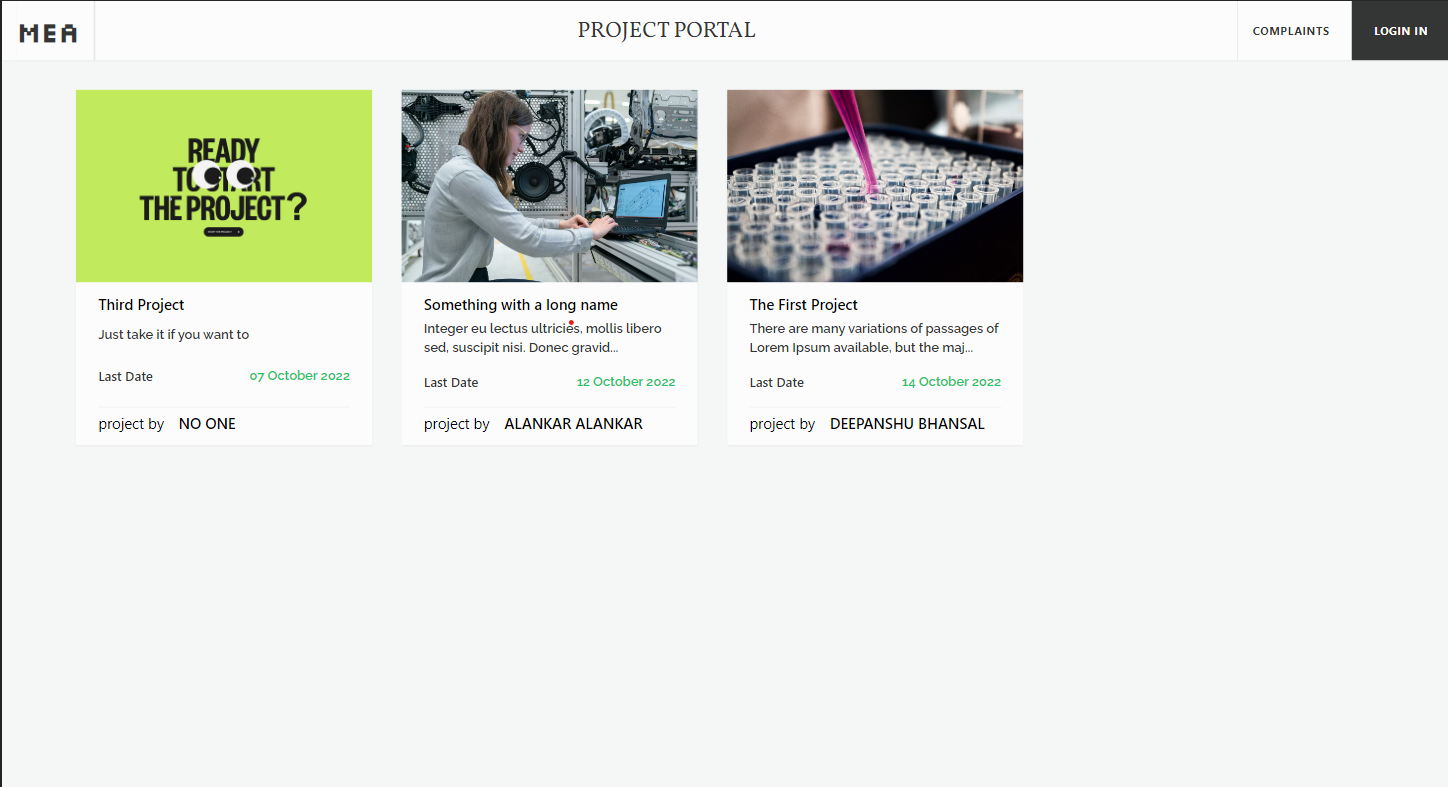 MEA
PROJECT PORTAL
COMPLAINTS
LOGIN IN
READY
TO START
THE PROJECT?
Third Project
Just take it if you want to
Last Date
07 October 2022
project by NO ONE
Something with a long name
Integer eu lectus ultricies, mollis libero
sed, suscipit nisi. Donec gravid...
Last Date
12 October 2022
project by ALANKAR ALANKAR
The First Project
There are many variations of passages of
Lorem Ipsum available, but the maj...
Last Date
14 October 2022
project by DEEPANSHU BHANSAL